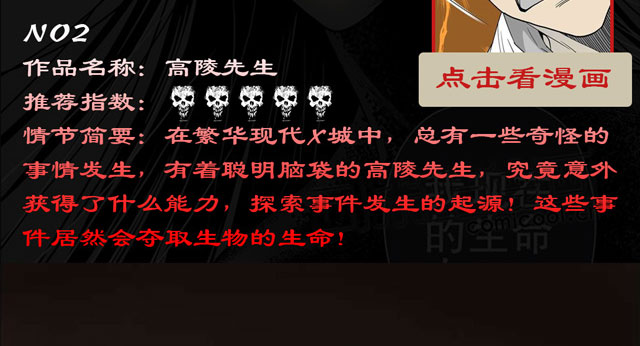 NO2
作品名称：高陵先生
点击看漫画
推荐指数：
情节简要：在繁华现代X城中，总有一些奇怪的
事情发生，有着聪明脑袋的高陵先生，究竟意外
获得了什么能力，探索事件发生的起源！这些事
件居然会夺取生物的生命！
的生命